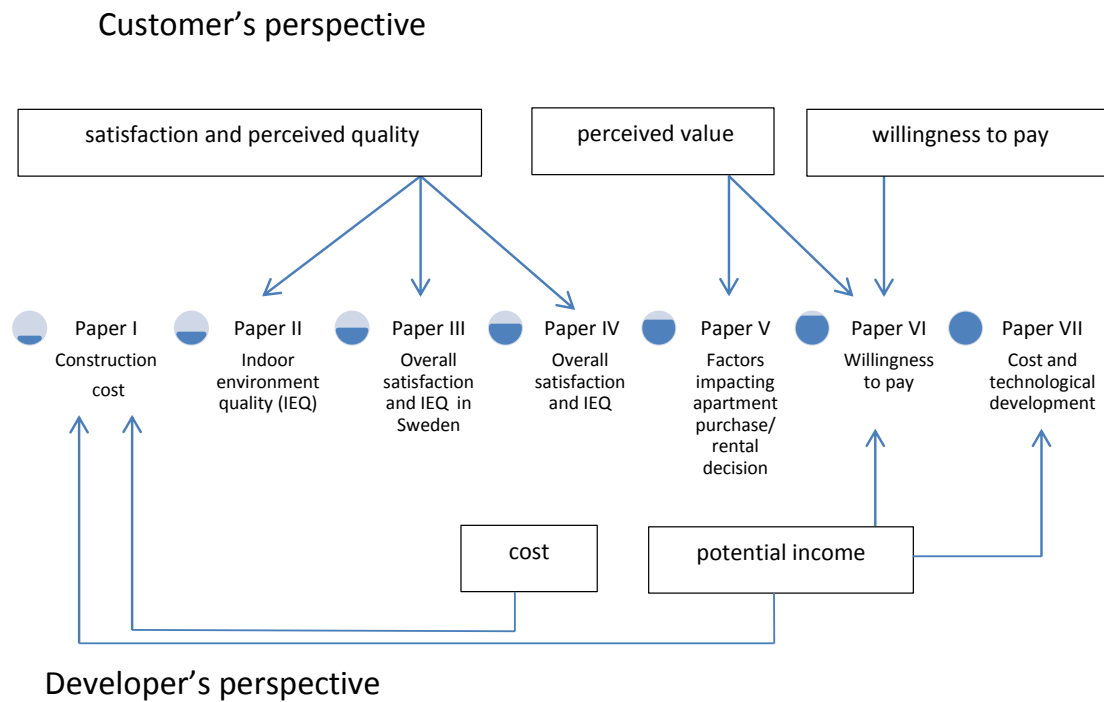 Customer's perspective
satisfaction and perceived quality
perceived value
willingness to pay
Paper I
Construction
cost
Paper II
Indoor
environment
quality (IEQ)
Paper III
Overall
satisfaction
and IEQ in
Sweden
Paper IV
Overall
satisfaction
and IEQ
Paper V
Factors
impacting
apartment
purchase/
rental
decision
Paper VI
Willingness
to pay
Paper VII
Cost and
technological
development
cost
potential income
Developer's perspective